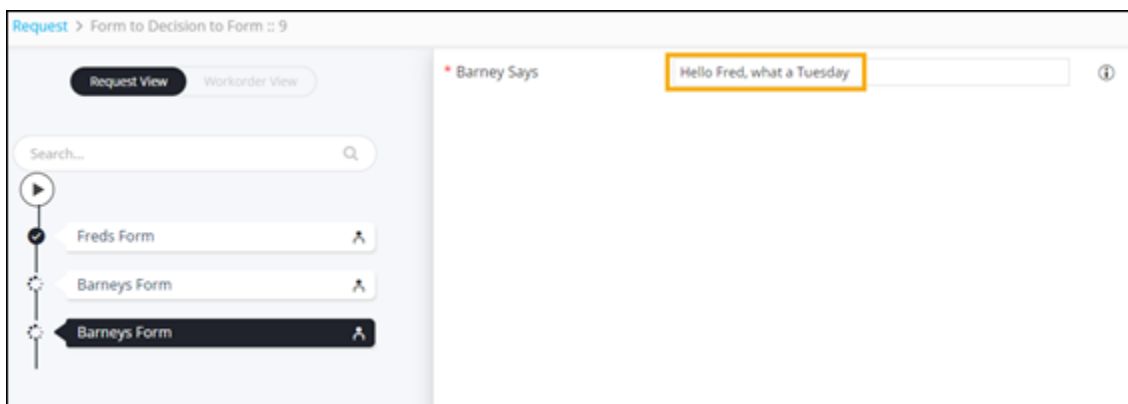 Request > Form to Decision to Form :: 9
Request View
Workorder View
* Barney Says
Hello Fred, what a Tuesday
Search...
Freds Form
Barneys Form
Barneys Form